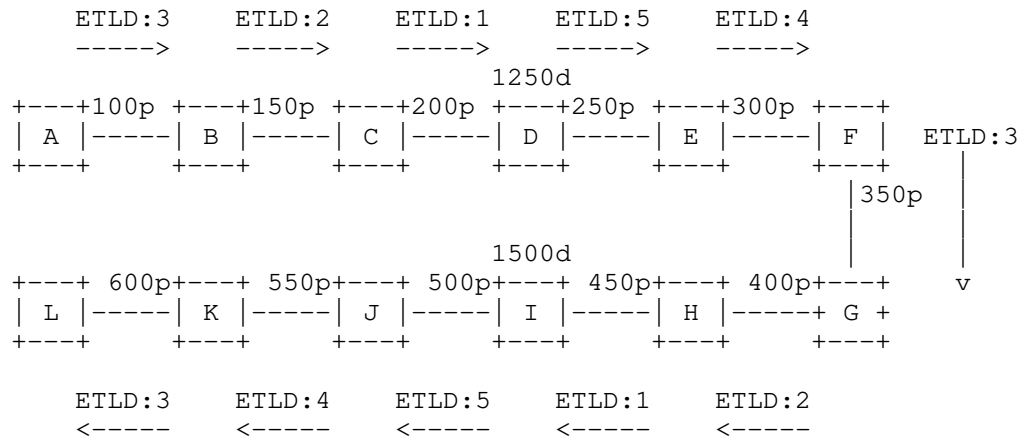 ETLD:3 ETLD:2 ETLD:1 ETLD:5 ETLD:4
-----> -----> -----> -----> ----->
1250d
+---+100p +---+150p +---+200p +---+250p +---+300p +---+
| A |-----| B |-----| C |-----| D |-----| E |-----| F | ETLD:3
+---+ +---+ +---+ +---+ +---+ +---+ |
|350p |
| |
1500d | |
+---+ 600p+---+ 550p+---+ 500p+---+ 450p+---+ 400p+---+ v
| L |-----| K |-----| J |-----| I |-----| H |-----+ G +
+---+ +---+ +---+ +---+ +---+ +---+
ETLD:3 ETLD:4 ETLD:5 ETLD:1 ETLD:2
<----- <----- <----- <----- <-----